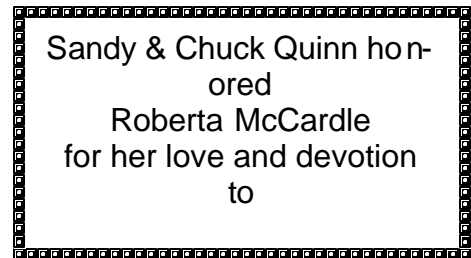 Sandy & Chuck Quinn hon-
ored
Roberta McCardle
for her love and devotion
to